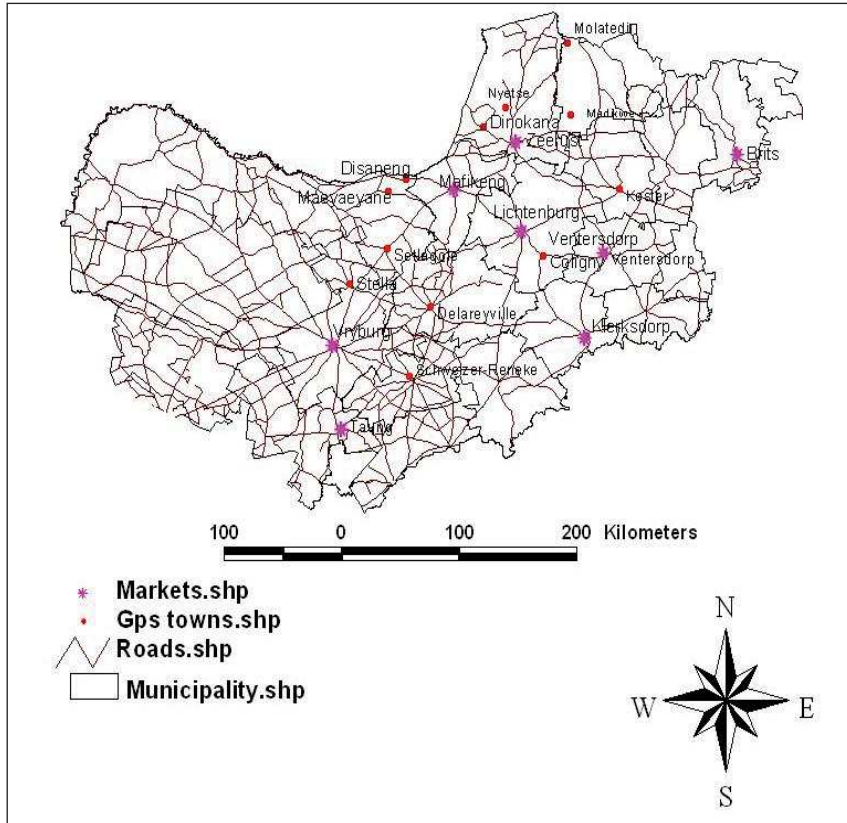 Molatedi
Nyetse
Madikwe
Dinokana
Zeerust
Brits
Disaneng
Mafikeng
Koster
Lichtenburg
Ventersdorp
Ventersdorp
Coligny
Stella
Delareyville
Vryburg
Klerksdorp
Schweizer-Reneke
Taung
100 0 100 200 Kilometers
Markets.shp
Gps towns.shp
Roads.shp
Municipality.shp
N
W E
S